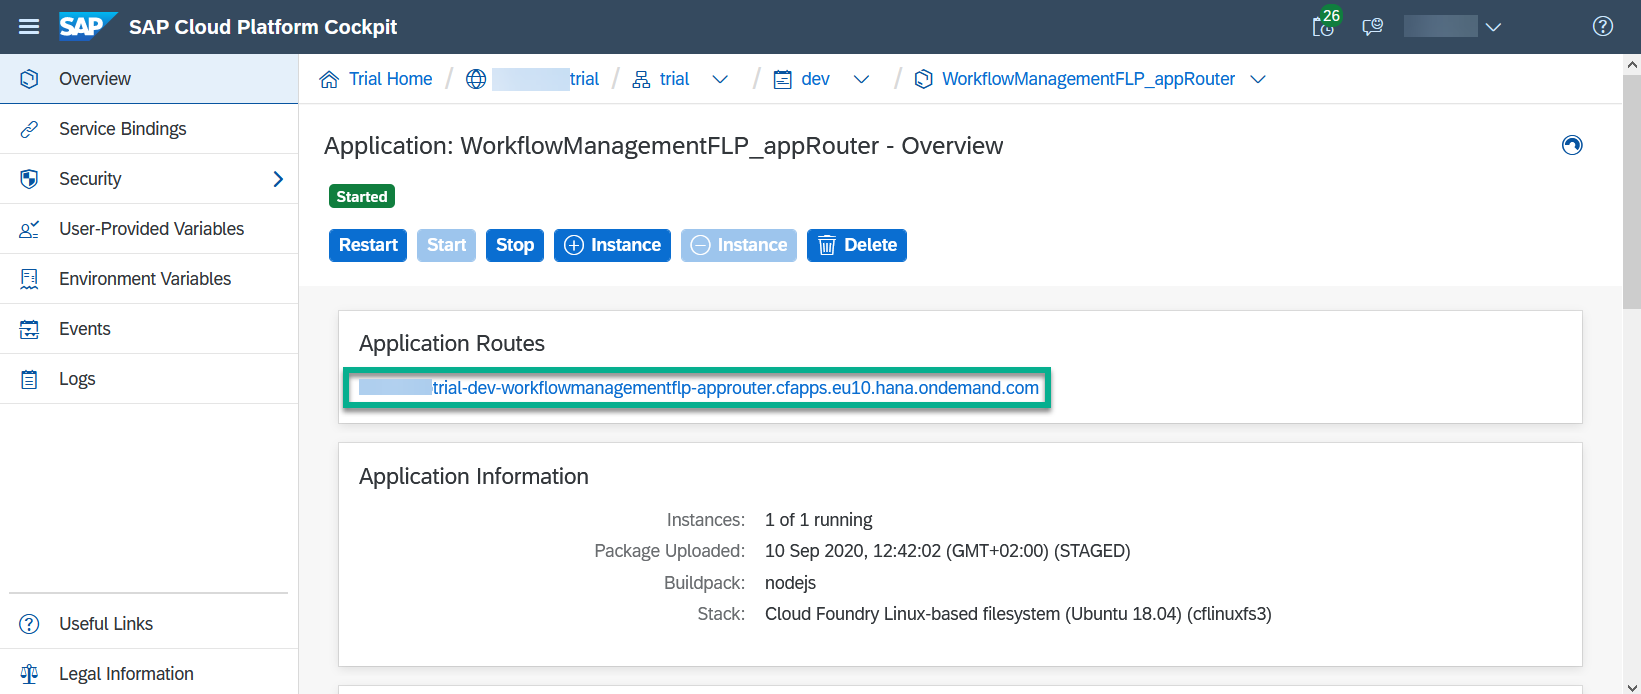 SAP SAP Cloud Platform Cockpit 26
Overview
Service Bindings
Security
User-Provided Variables
Environment Variables
Events
Logs
Useful Links
Legal Information
Trial Home / trial / trial / dev / WorkflowManagementFLP_appRouter
Application: WorkflowManagementFLP_appRouter - Overview
Started
Restart Start Stop Instance Instance Delete
Application Routes
trial-dev-workflowmanagementflp-approuter.cfapps.eu10.hana.ondemand.com
Application Information
Instances: 1 of 1 running
Package Uploaded: 10 Sep 2020, 12:42:02 (GMT+02:00) (STAGED)
Buildpack: nodejs
Stack: Cloud Foundry Linux-based filesystem (Ubuntu 18.04) (cflinuxfs3)